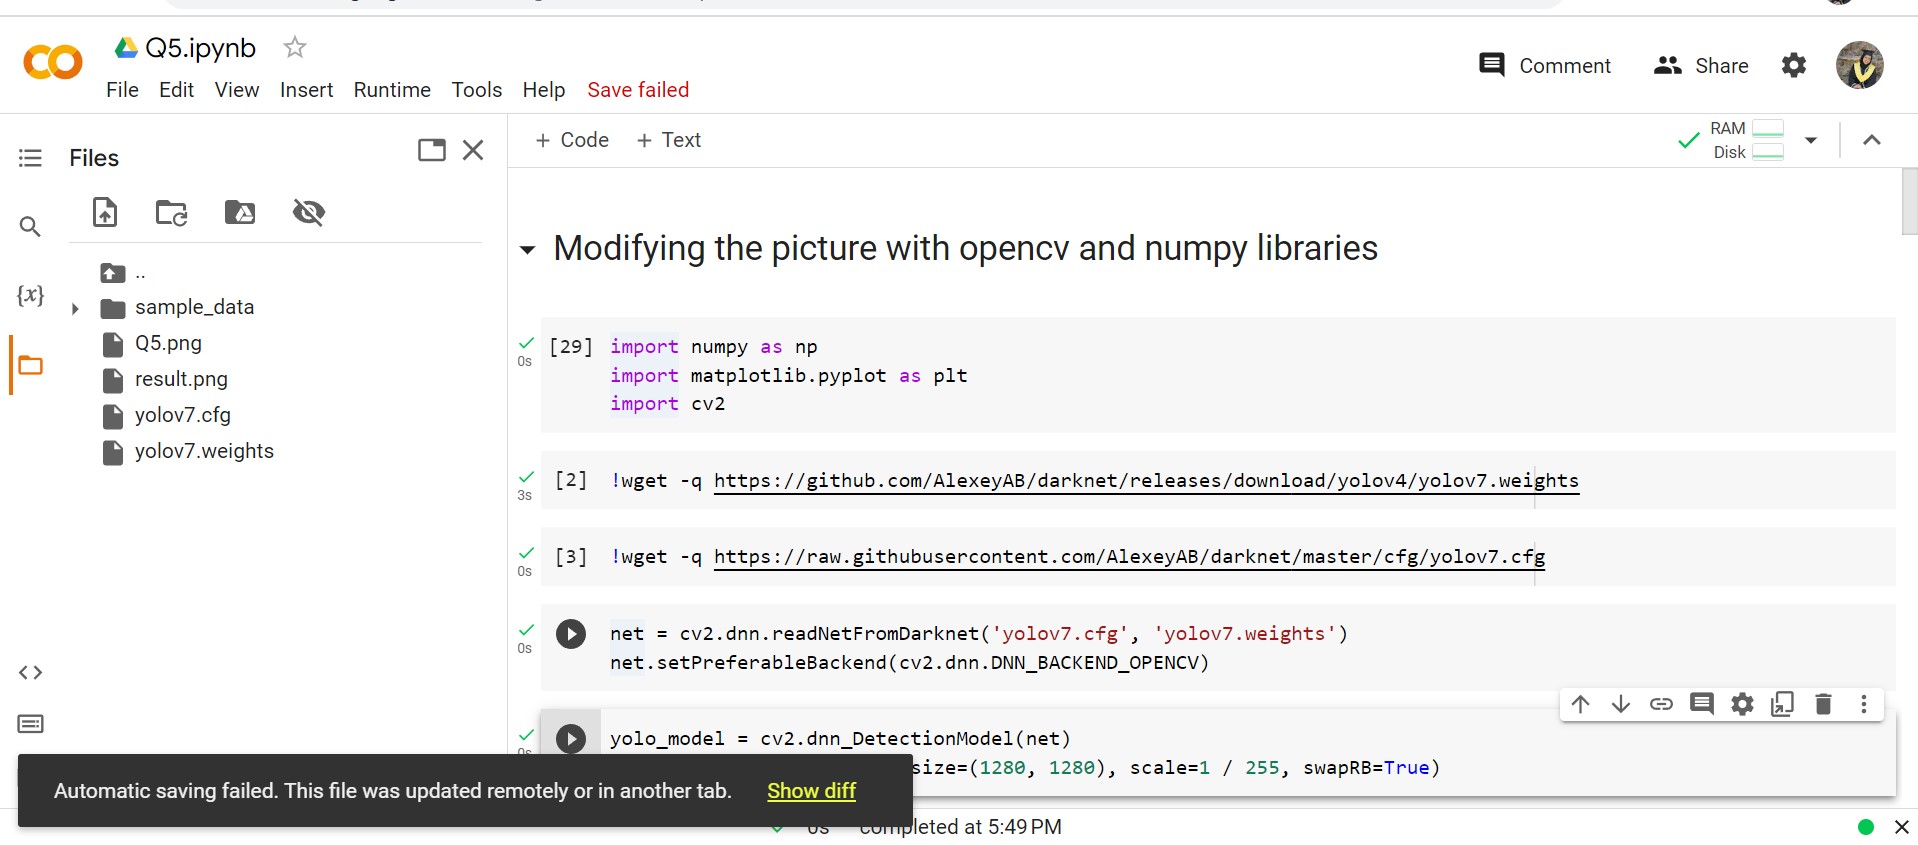 Q5.ipynb
File Edit View Insert Runtime Tools Help Save failed
Comment Share
Files
+ Code + Text
RAM
Disk
..
sample_data
Q5.png
result.png
yolov7.cfg
yolov7.weights
{x}
<>
Modifying the picture with opencv and numpy libraries
[29] import numpy as np
0s
import matplotlib.pyplot as plt
import cv2
[2] !wget -q https://github.com/AlexeyAB/darknet/releases/download/yolov4/yolov7.weights
3s
[3] !wget -q https://raw.githubusercontent.com/AlexeyAB/darknet/master/cfg/yolov7.cfg
0s
net = cv2.dnn.readNetFromDarknet('yolov7.cfg', 'yolov7.weights')
0s
net.setPreferableBackend(cv2.dnn.DNN_BACKEND_OPENCV)
yolo_model = cv2.dnn_DetectionModel(net)
0s
size=(1280, 1280), scale=1 / 255, swapRB=True)
Automatic saving failed. This file was updated remotely or in another tab. Show diff
0s completed at 5:49 PM